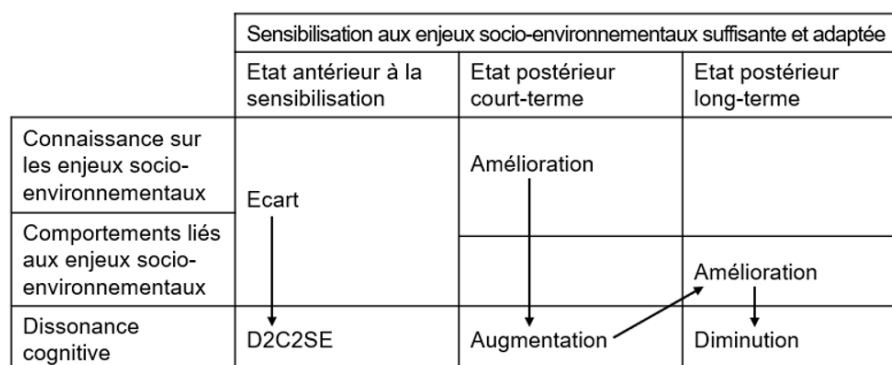 Sensibilisation aux enjeux socio-environnementaux suffisante et adaptée
Etat antérieur à la
sensibilisation
Etat postérieur
court-terme
Etat postérieur
long-terme
Connaissance sur
les enjeux socio-
environnementaux
Ecart
Amélioration
Comportements liés
aux enjeux socio-
environnementaux
Amélioration
Dissonance
cognitive
D2C2SE
Augmentation
Diminution